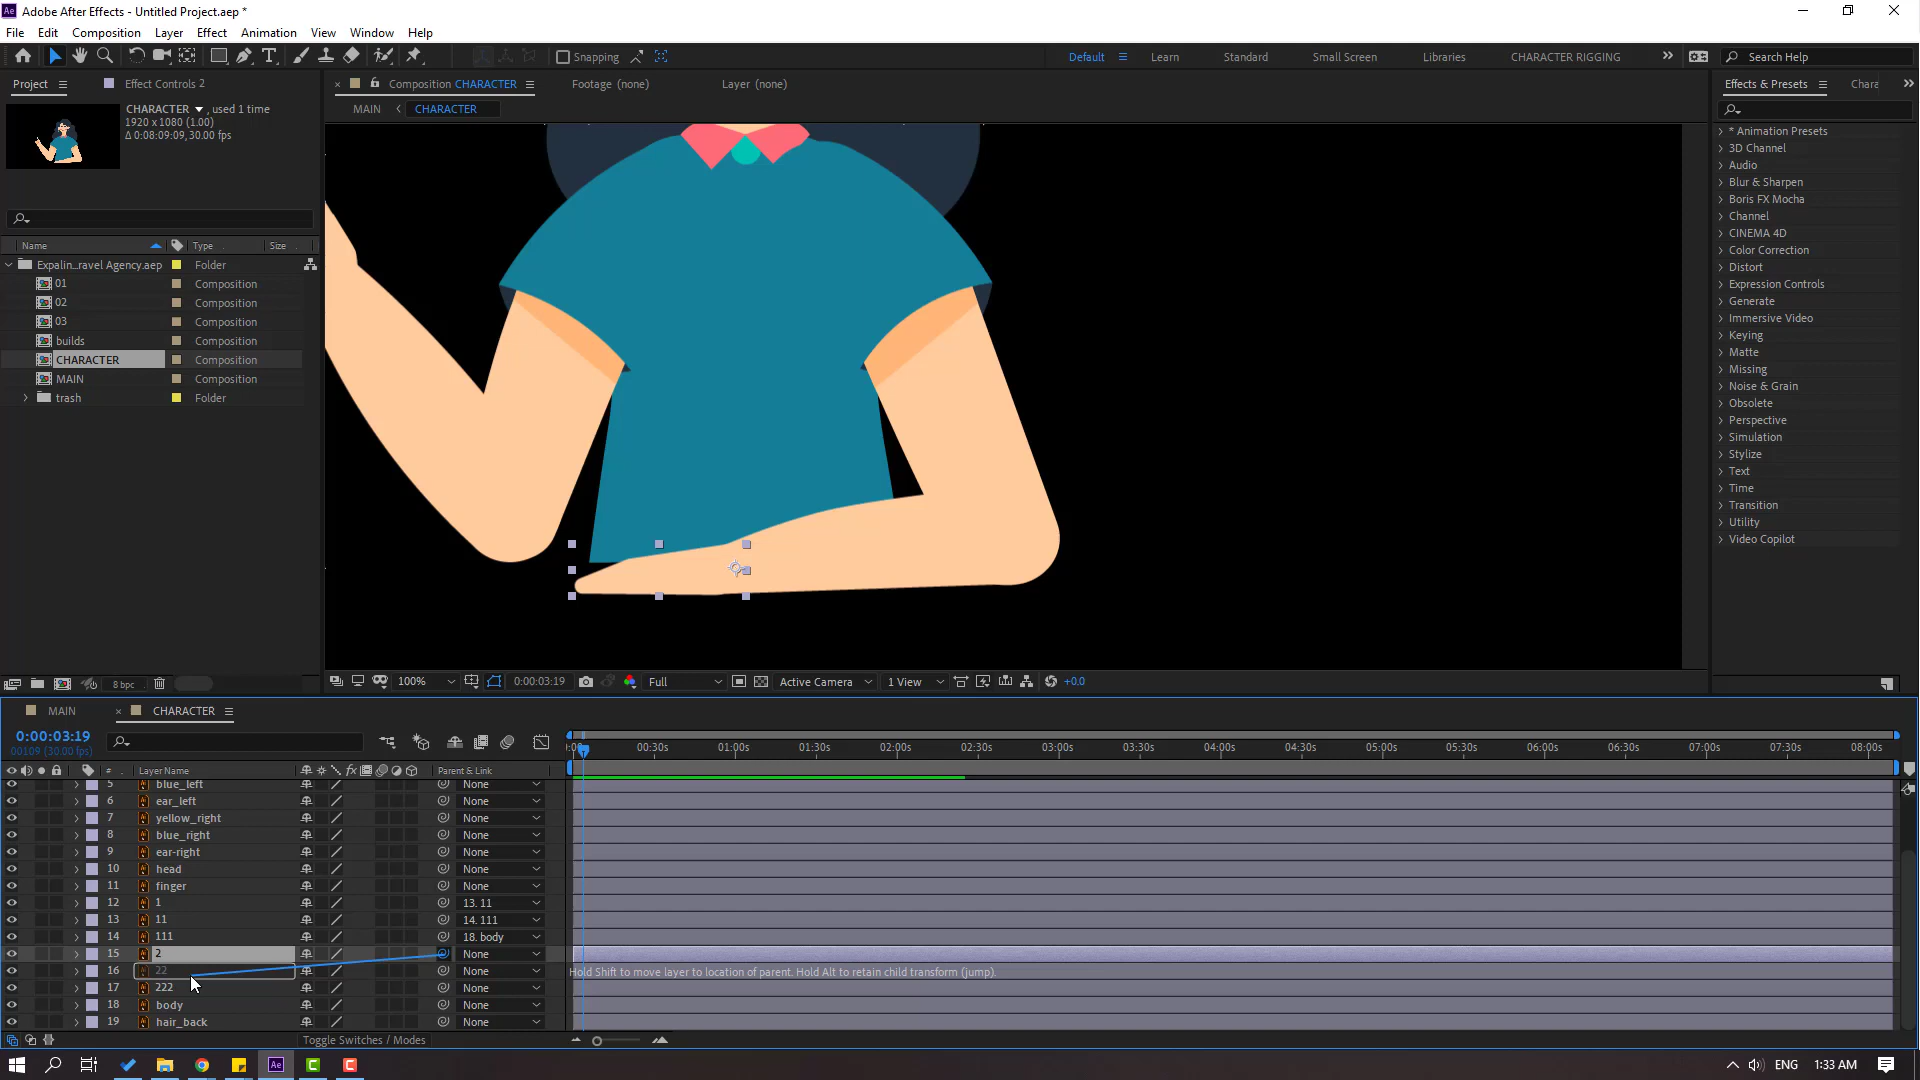 Adobe After Effects - Untitled Project.aep *
File Edit Composition Layer Effect Animation View Window Help
Snapping
Default Learn Standard Small Screen Libraries CHARACTER RIGGING Search Help
Project Effect Controls 2
Composition CHARACTER Footage (none) Layer (none)
Effects & Presets Chara
CHARACTER, used 1 time
1920 x 1080 (1.00)
Δ 0:08:09:09, 30.00 fps
MAIN CHARACTER
Name Type Size
Expalin...ravel Agency.aep Folder
01 Composition
02 Composition
03 Composition
builds Composition
CHARACTER Composition
MAIN Composition
trash Folder
* Animation Presets
3D Channel
Audio
Blur & Sharpen
Boris FX Mocha
Channel
CINEMA 4D
Color Correction
Distort
Expression Controls
Generate
Immersive Video
Keying
Matte
Missing
Noise & Grain
Obsolete
Perspective
Simulation
Stylize
Text
Time
Transition
Utility
Video Copilot
8 bpc
100% 0:00:03:19 Full Active Camera 1 View +0.0
MAIN CHARACTER
0:00:03:19
00109 (30.00 fps)
00:30s 01:00s 01:30s 02:00s 02:30s 03:00s 03:30s 04:00s 04:30s 05:00s 05:30s 06:00s 06:30s 07:00s 07:30s 08:00s
# Layer Name fx Parent & Link
5 blue_left None
6 ear_left None
7 yellow_right None
8 blue_right None
9 ear-right None
10 head None
11 finger None
12 1 13. 11
13 11 14. 111
14 111 18. body
15 2 None
16 22 None
Hold Shift to move layer to location of parent. Hold Alt to retain child transform (jump).
17 222 None
18 body None
19 hair_back None
Toggle Switches / Modes
ENG 1:33 AM